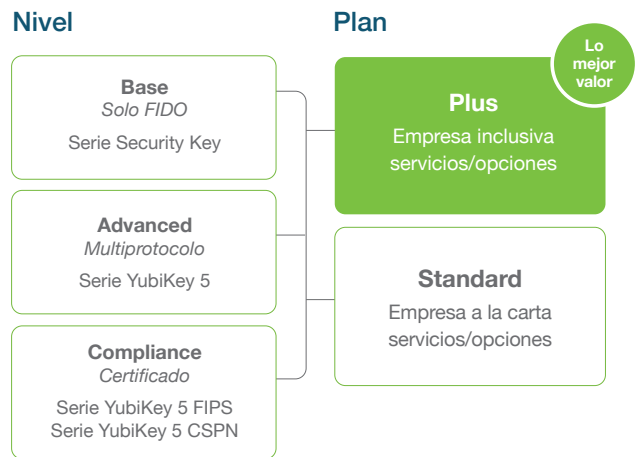 Nivel
Base
Solo FIDO
Serie Security Key
Advanced
Multiprotocolo
Serie YubiKey 5
Compliance
Certificado
Serie YubiKey 5 FIPS
Serie YubiKey 5 CSPN
Plan
Lo
mejor
valor
Plus
Empresa inclusiva
servicios/opciones
Standard
Empresa a la carta
servicios/opciones